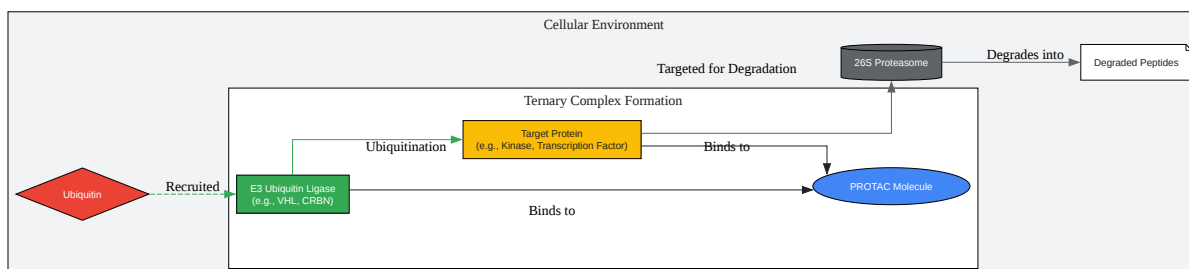 Cellular Environment
26S Proteasome
Degrades into
Degraded Peptides
Targeted for Degradation
Ternary Complex Formation
Target Protein
(e.g., Kinase, Transcription Factor)
Ubiquitination
Binds to
Ubiquitin
Recruited
E3 Ubiquitin Ligase
(e.g., VHL, CRBN)
PROTAC Molecule
Binds to